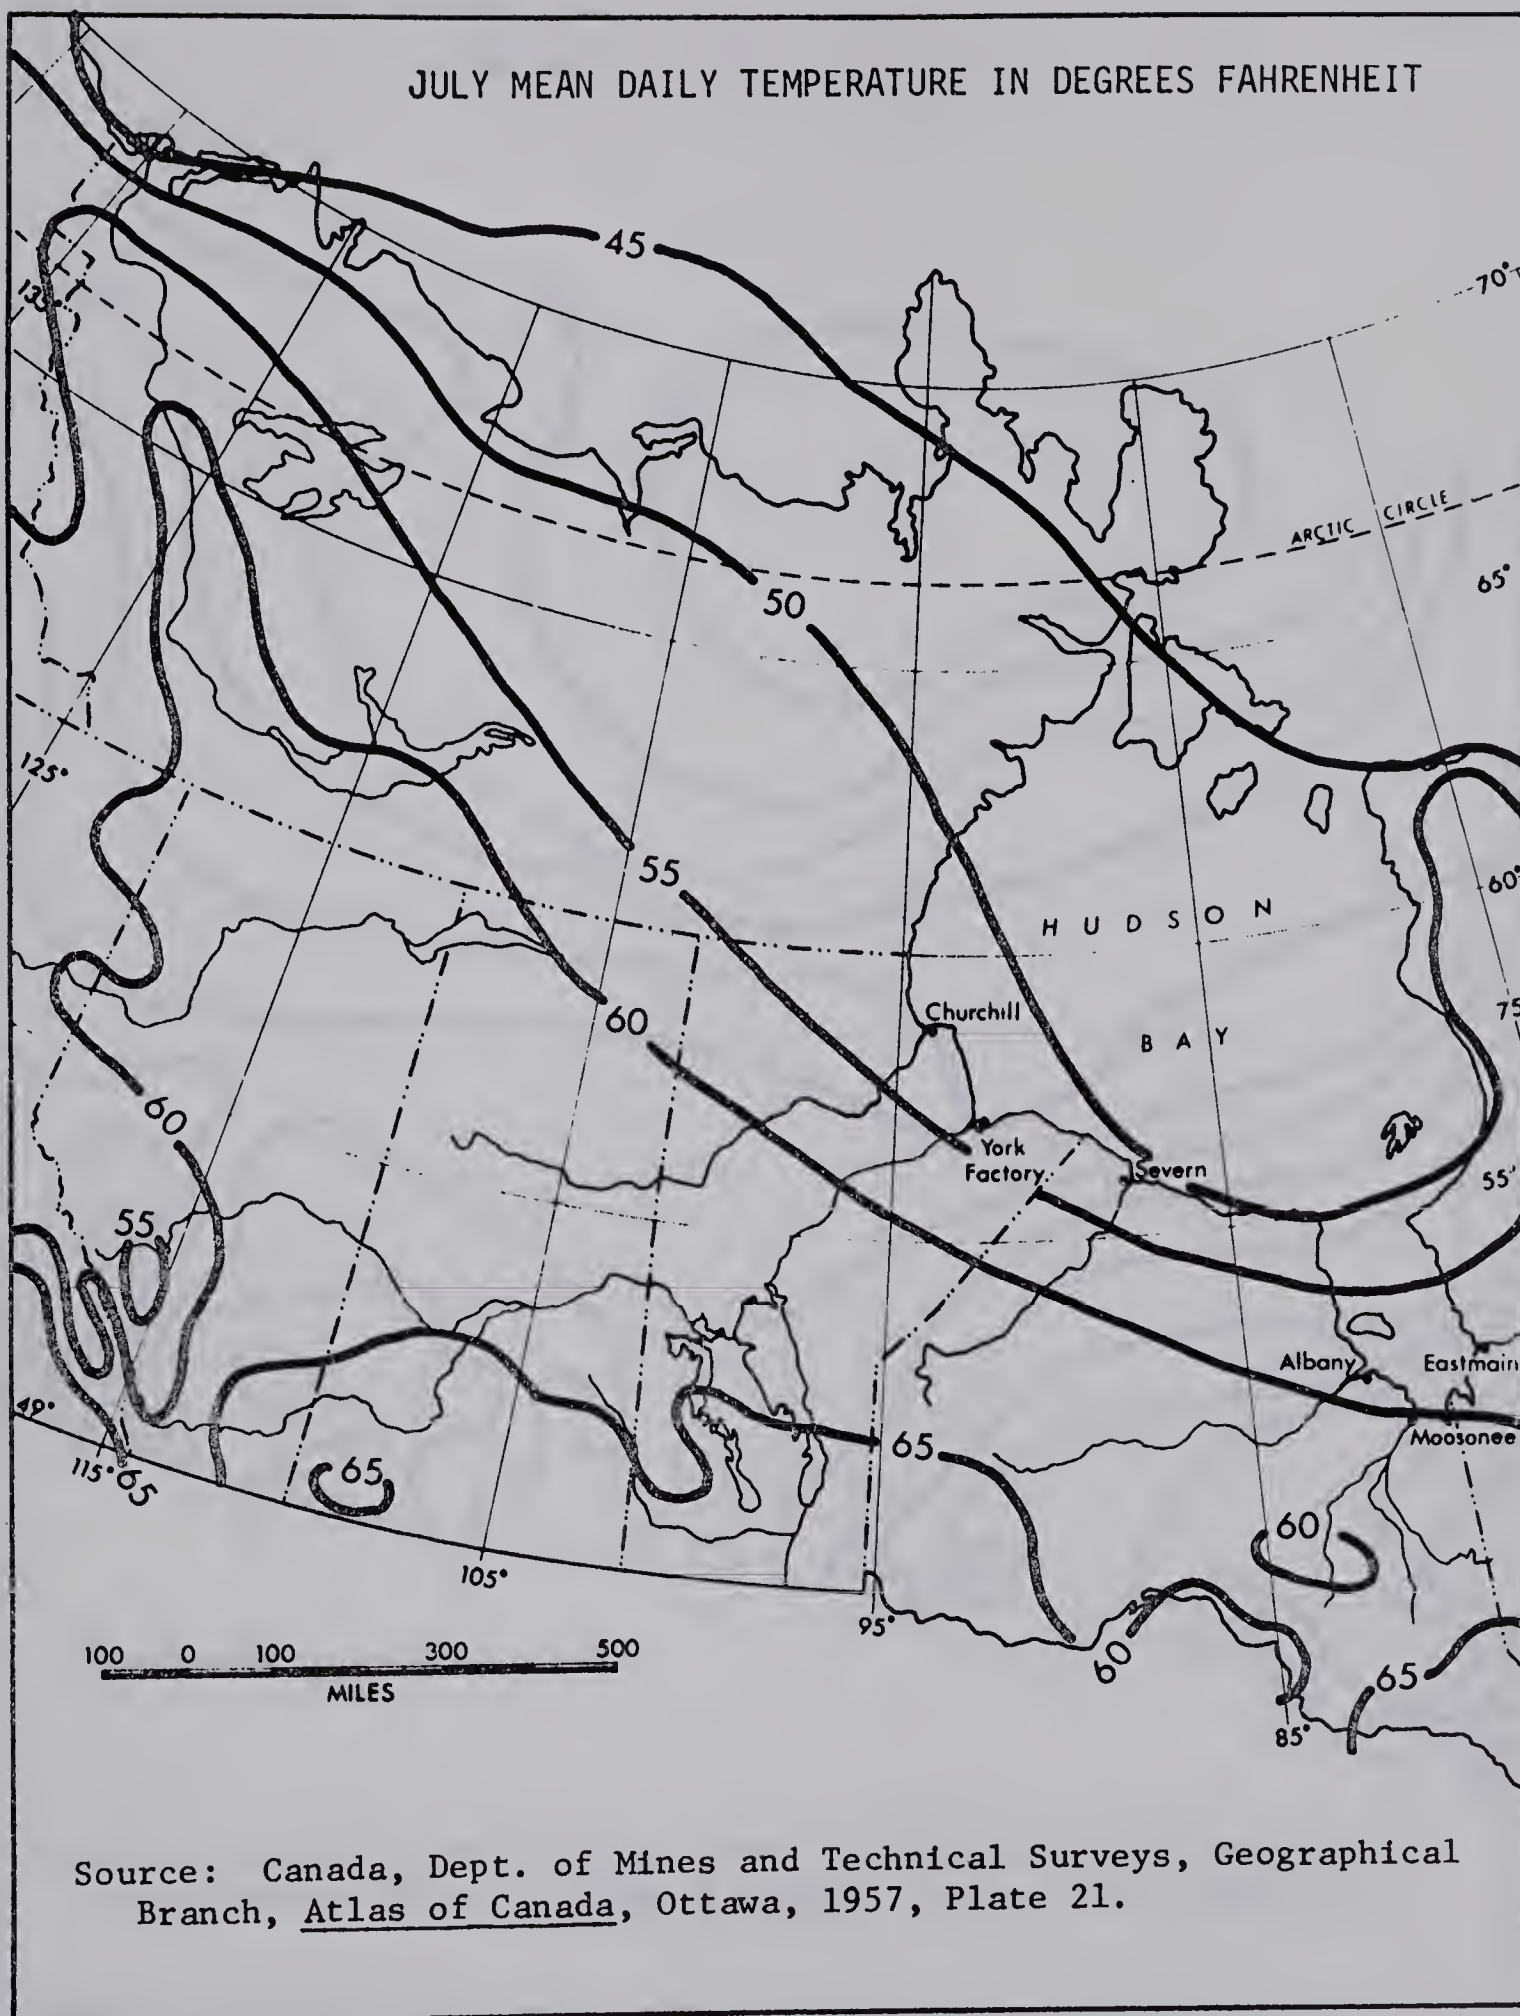 JULY MEAN DAILY TEMPERATURE IN DEGREES FAHRENHEIT
45
70°
135°
ARCTIC CIRCLE
65°
50
125°
55
60°
HUDSON
75
Churchill
60
BAY
60
York
Factory
Severn
55°
55
Albany
Eastmain
49°
65
Moosonee
115°
65
65
60
105°
95°
60
65
85°
100 0 100 300 500
MILES
Source: Canada, Dept. of Mines and Technical Surveys, Geographical
Branch, Atlas of Canada, Ottawa, 1957, Plate 21.